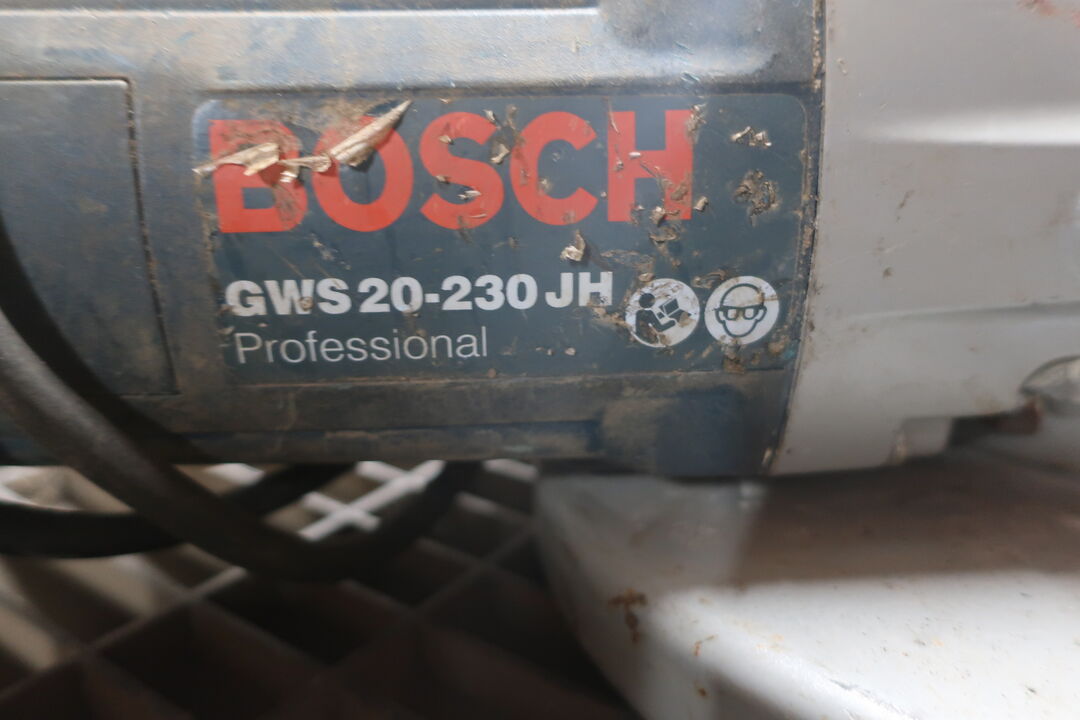 BOSCH
GWS 20-230 JH
Professional